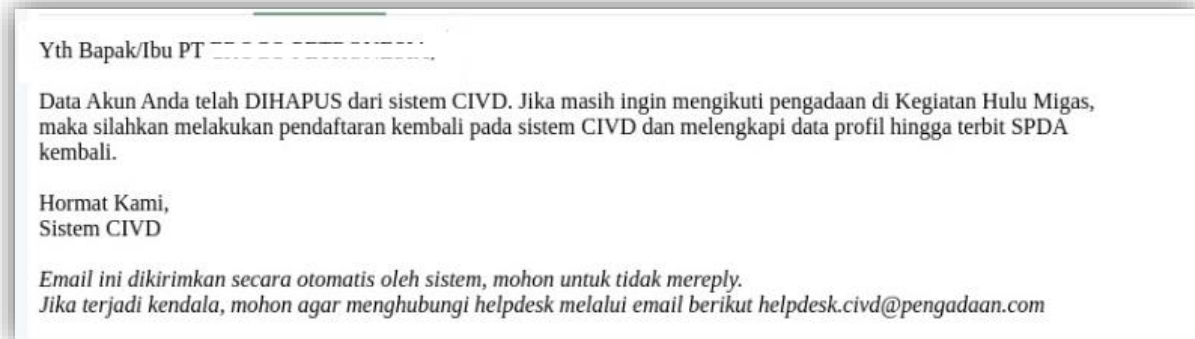 Yth Bapak/Ibu PT
Data Akun Anda telah DIHAPUS dari sistem CIVD. Jika masih ingin mengikuti pengadaan di Kegiatan Hulu Migas,
maka silahkan melakukan pendaftaran kembali pada sistem CIVD dan melengkapi data profil hingga terbit SPDA
kembali.
Hormat Kami,
Sistem CIVD
Email ini dikirimkan secara otomatis oleh sistem, mohon untuk tidak mereply.
Jika terjadi kendala, mohon agar menghubungi helpdesk melalui email berikut helpdesk.civd@pengadaan.com